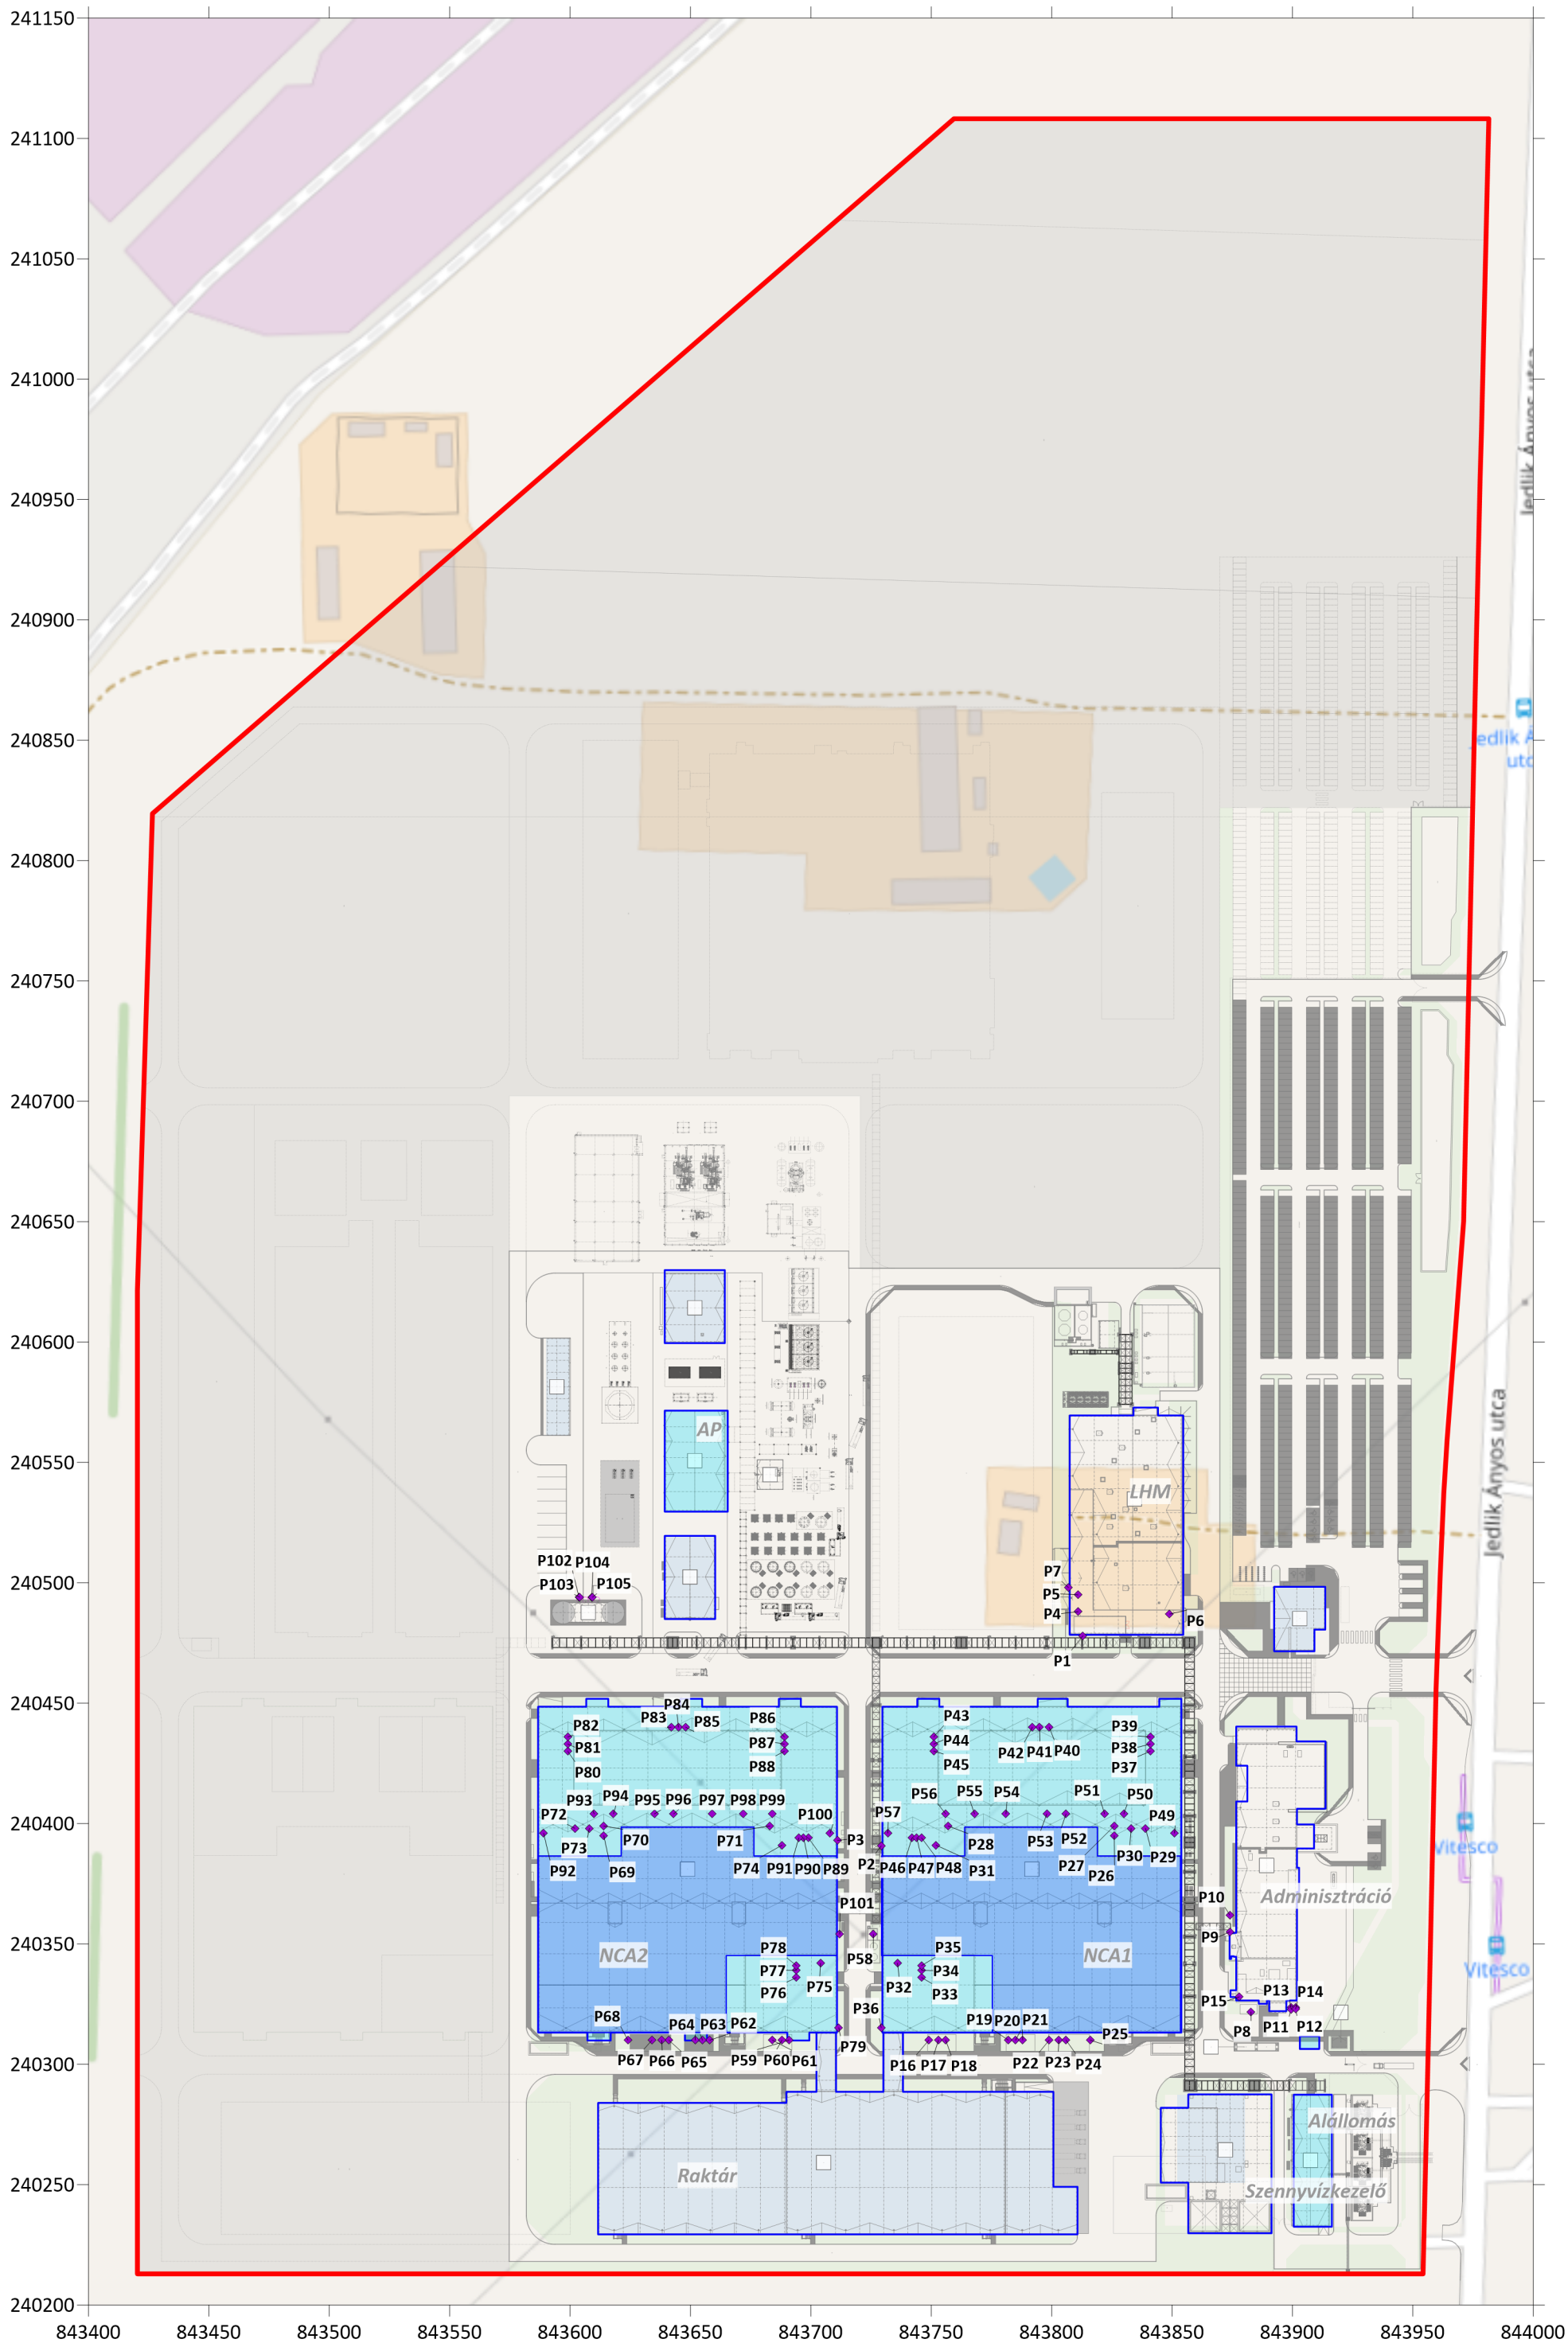 241150
241100
241050
241000
Jedlik Ányos utca
240950
240900
240850
Jedlik Á
utc
240800
240750
240700
240650
240600
240550
AP
LHM
Jedlik Ányos utca
240500
P102 P104
P103 P105
P7
P5
P4
P6
P1
240450
P84
P83 P85 P86
P82
P81 P87
P80 P88
P43
P44
P45
P42 P41 P40
P39
P38
P37
240400
P93 P94 P95 P96 P97 P98 P99
P72 P100
P73 P70 P71 P3
P92 P69 P74 P91 P90 P89
P57 P56 P55 P54 P51 P50
P53 P52 P49
P2 P46 P47 P48 P28 P31 P27 P26 P30 P29
Vitesco
P101
P10
P9
Adminisztráció
240350
NCA2
P78
P77
P76 P75
P58
P35
P34
P32 P33
NCA1
Vitesco
P15 P13 P14
P8 P11 P12
P68 P64 P63 P62
P67 P66 P65 P59 P60 P61 P79
P36
P19 P20 P21
P16 P17 P18 P22 P23 P24 P25
240300
Alállomás
Raktár
Szennyvízkezelő
240250
240200
843400 843450 843500 843550 843600 843650 843700 843750 843800 843850 843900 843950 844000